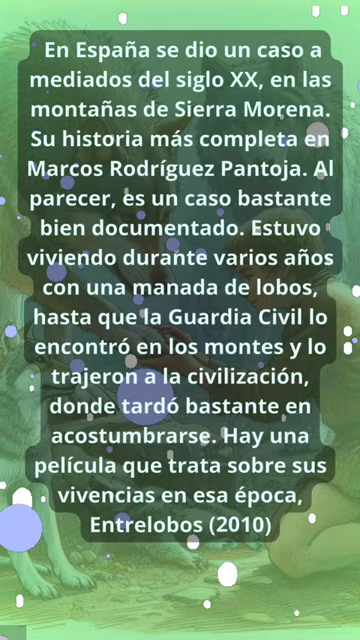 En España se dio un caso a
mediados del siglo XX, en las
montañas de Sierra Morena.
Su historia más completa en
Marcos Rodríguez Pantoja. Al
parecer, es un caso bastante
bien documentado. Estuvo
viviendo durante varios años
con una manada de lobos,
hasta que la Guardia Civil lo
encontró en los montes y lo
trajeron a la civilización,
donde tardó bastante en
acostumbrarse. Hay una
película que trata sobre sus
vivencias en esa época,
Entrelobos (2010)